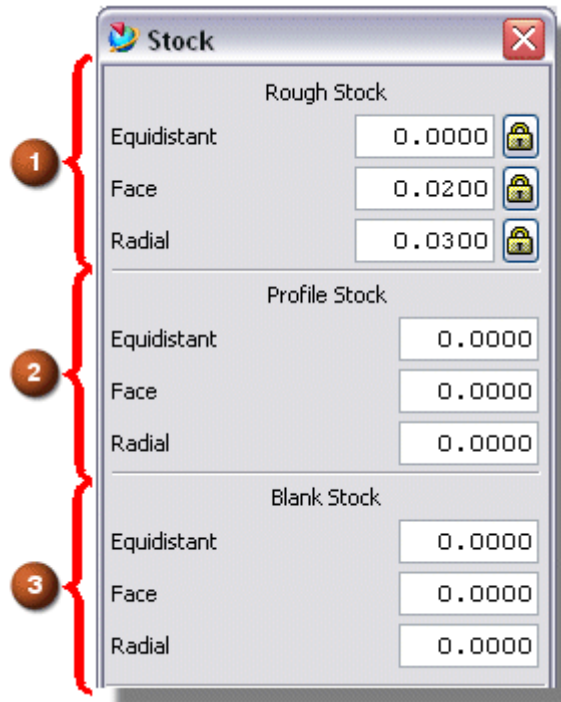 Stock
Rough Stock
Equidistant 0.0000
Face 0.0200
Radial 0.0300
1
Profile Stock
Equidistant 0.0000
Face 0.0000
Radial 0.0000
2
Blank Stock
Equidistant 0.0000
Face 0.0000
Radial 0.0000
3